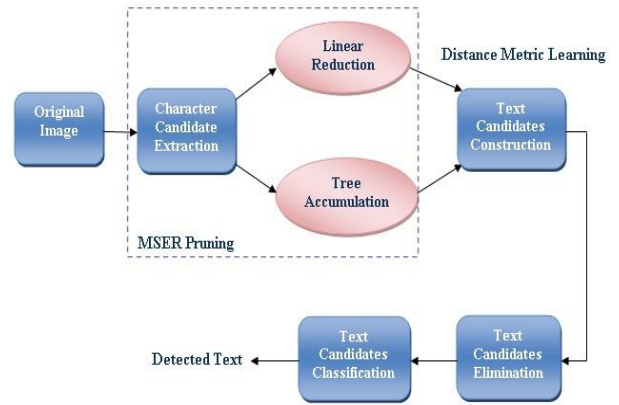 Original
Image
Character
Candidate
Extraction
Linear
Reduction
Tree
Accumulation
MSER Pruning
Distance Metric Learning
Text
Candidates
Construction
Text
Candidates
Elimination
Text
Candidates
Classification
Detected Text